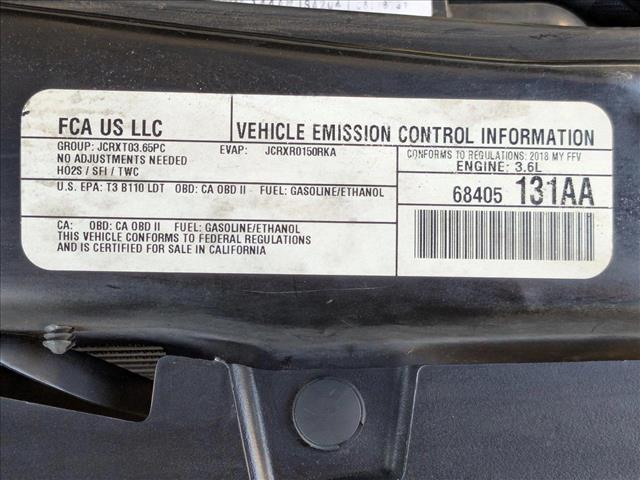 FCA US LLC
VEHICLE EMISSION CONTROL INFORMATION
GROUP: JCRXT03.65PC
EVAP: JCRXR0150RKA
NO ADJUSTMENTS NEEDED
HO2S / SFI / TWC
CONFORMS TO REGULATIONS: 2018 MY FFV
ENGINE: 3.6L
U.S. EPA: T3 B110 LDT OBD: CA OBD II FUEL: GASOLINE/ETHANOL
68405 131AA
CA: OBD: CA OBD II FUEL: GASOLINE/ETHANOL
THIS VEHICLE CONFORMS TO FEDERAL REGULATIONS
AND IS CERTIFIED FOR SALE IN CALIFORNIA